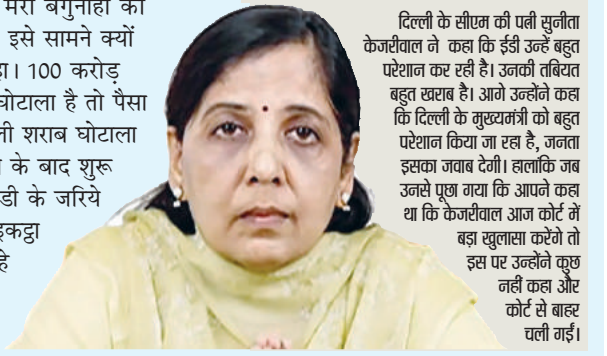 मेरी बेगुनाही का
इसे सामने क्यों
100 करोड़
घोटाला है तो पैसा
शराब घोटाला
के बाद शुरू
के जरिये
दिल्ली के सीएम की पत्नी सुनीता
केजरीवाल ने कहा कि ईडी उन्हें बहुत
परेशान कर रही है। उनकी तबियत
बहुत खराब है। आगे उन्होंने कहा
कि दिल्ली के मुख्यमंत्री को बहुत
परेशान किया जा रहा है, जनता
इसका जवाब देगी। हालांकि जब
उनसे पूछा गया कि आपने कहा
था कि केजरीवाल आज कोर्ट में
बड़ा खुलासा करेंगे तो
इस पर उन्होंने कुछ
नहीं कहा और
कोर्ट से बाहर
चली गईं।